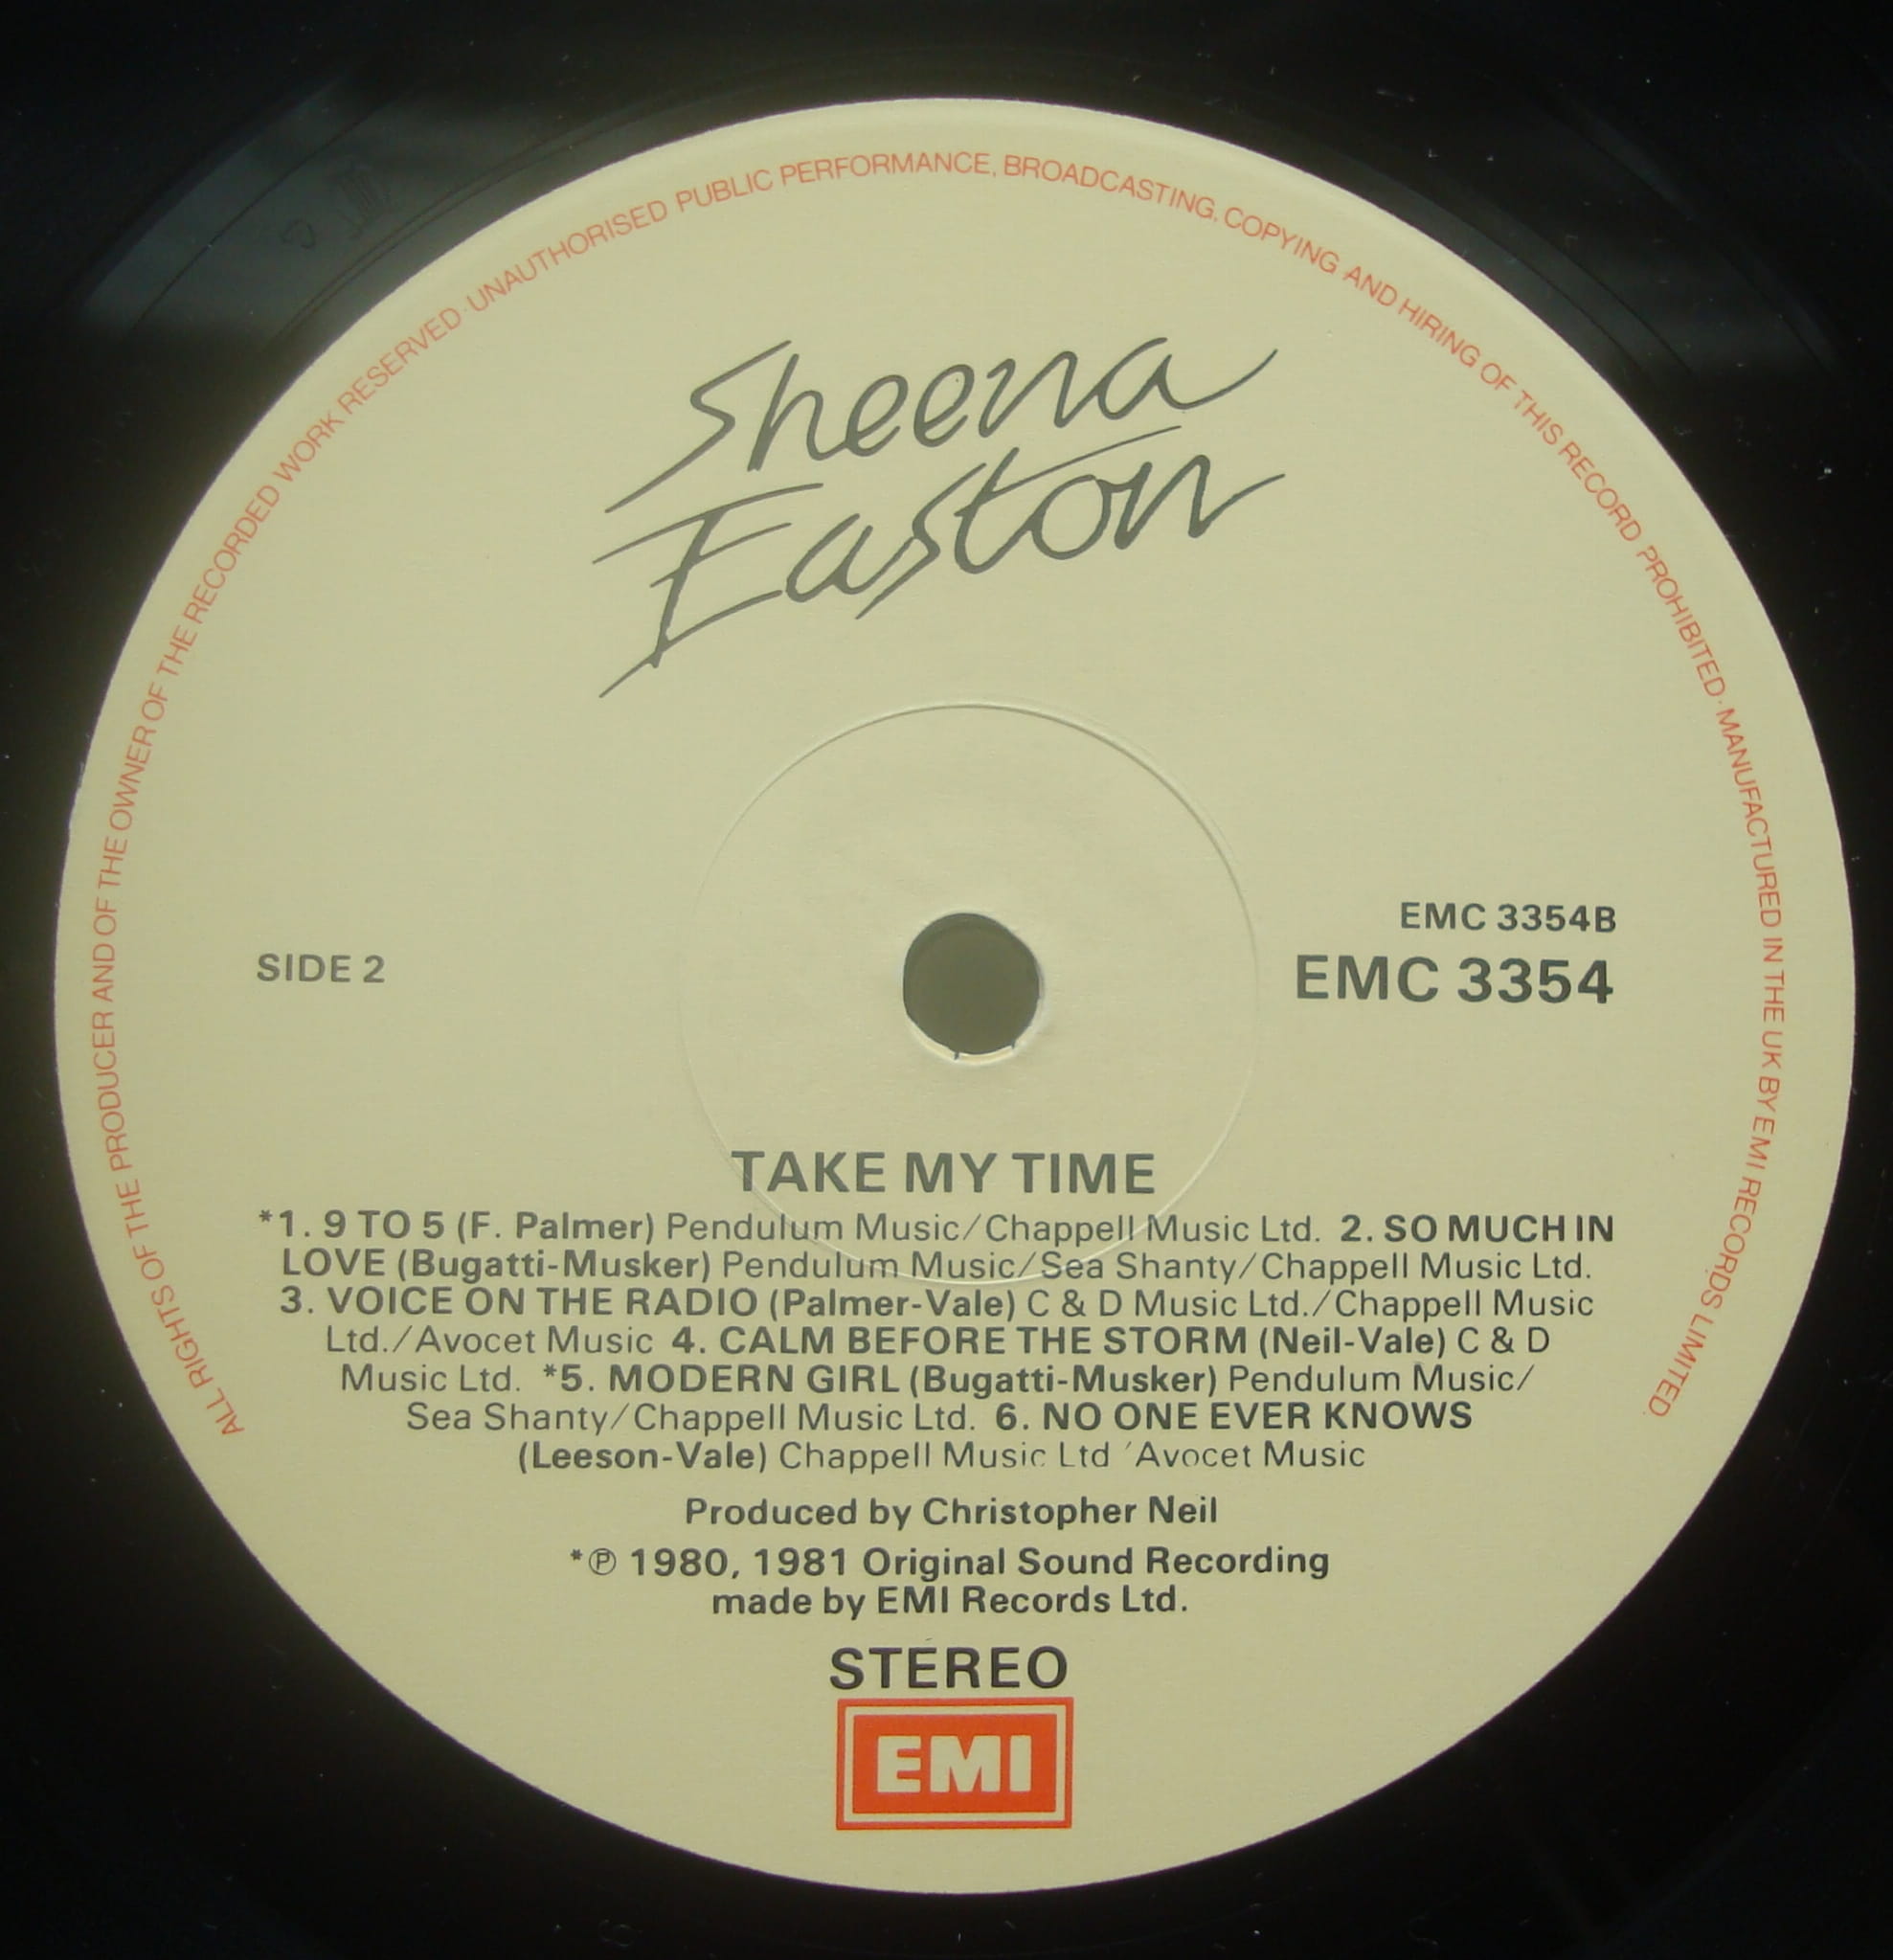 ALL RIGHTS OF THE PRODUCER AND OF THE OWNER OF THE RECORDED WORK RESERVED · UNAUTHORISED PUBLIC PERFORMANCE, BROADCASTING, COPYING AND HIRING OF THIS RECORD PROHIBITED · MANUFACTURED IN THE UK BY EMI RECORDS LIMITED
Sheena
Easton
EMC 3354B
SIDE 2
EMC 3354
TAKE MY TIME
*1. 9 TO 5 (F. Palmer) Pendulum Music/Chappell Music Ltd. 2. SO MUCH IN
LOVE (Bugatti-Musker) Pendulum Music/Sea Shanty/Chappell Music Ltd.
3. VOICE ON THE RADIO (Palmer-Vale) C & D Music Ltd./Chappell Music
Ltd./Avocet Music 4. CALM BEFORE THE STORM (Neil-Vale) C & D
Music Ltd. *5. MODERN GIRL (Bugatti-Musker) Pendulum Music/
Sea Shanty/Chappell Music Ltd. 6. NO ONE EVER KNOWS
(Leeson-Vale) Chappell Music Ltd ′Avocet Music
Produced by Christopher Neil
*℗ 1980, 1981 Original Sound Recording
made by EMI Records Ltd.
STEREO
EMI